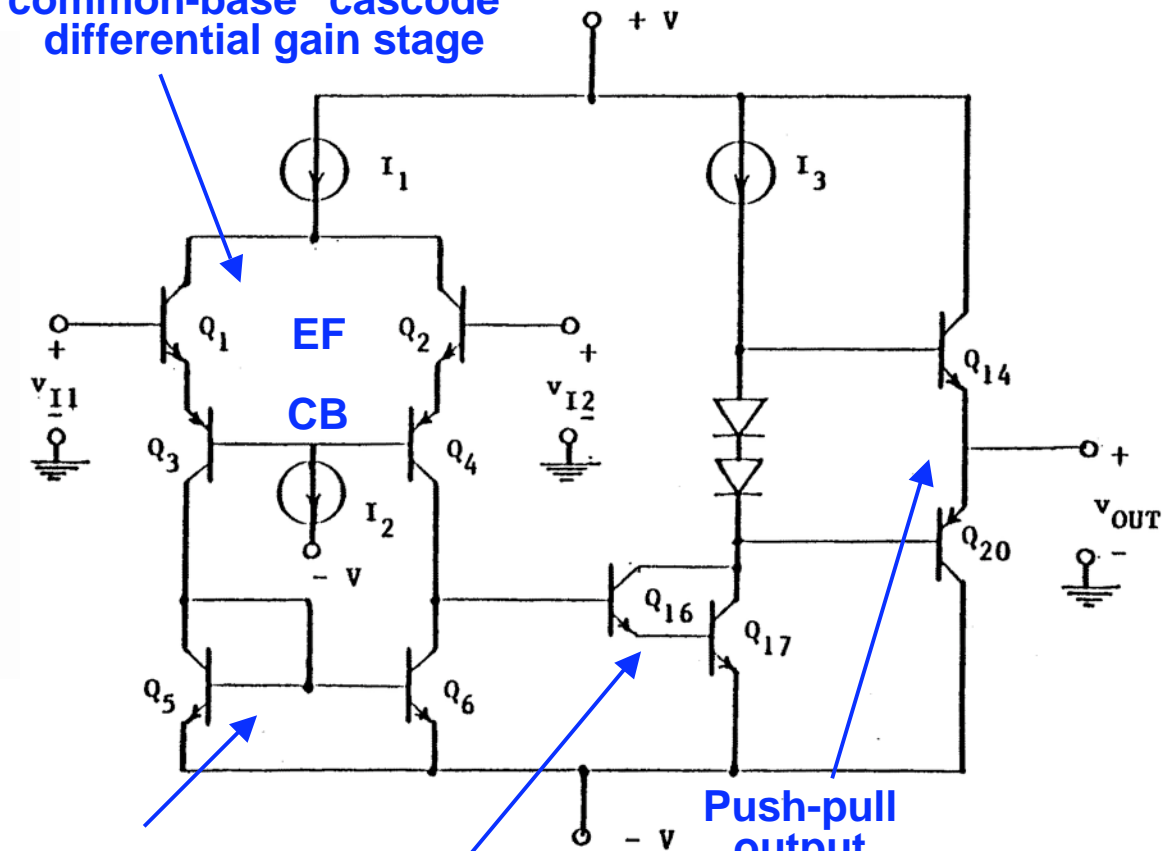 common-base" cascode
differential gain stage
+ V
I1
I3
Q1
EF
Q2
+
vI1
-
+
vI2
-
CB
Q3
Q4
I2
- V
Q14
+
vOUT
-
Q20
Q16
Q17
Q5
Q6
- V
Push-pull
output